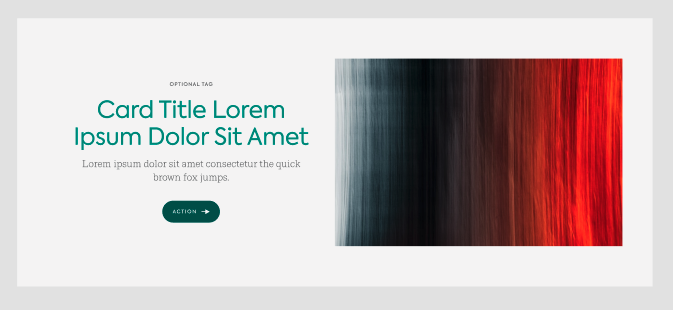 OPTIONAL TAG
Card Title Lorem
Ipsum Dolor Sit Amet
Lorem ipsum dolor sit amet consectetur the quick
brown fox jumps.
ACTION